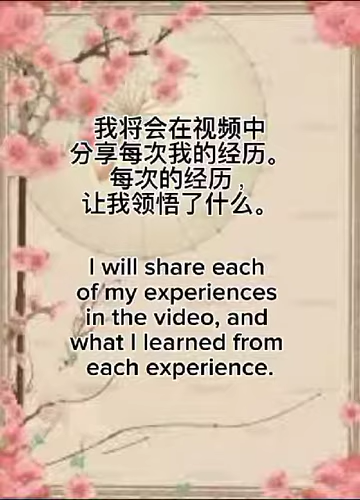 我将会在视频中
分享每次我的经历。
每次的经历，
让我领悟了什么。
I will share each
of my experiences
in the video, and
what I learned from
each experience.